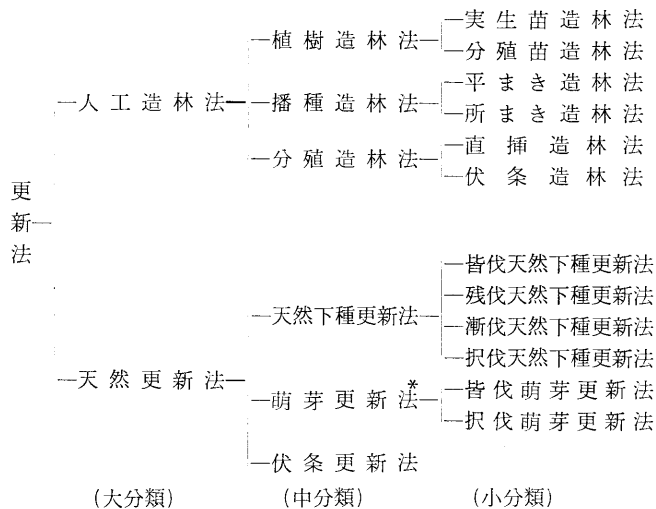 更新法
人工造林法
植樹造林法
実生苗造林法
分殖苗造林法
播種造林法
平まき造林法
所まき造林法
分殖造林法
直挿造林法
伏条造林法
天然更新法
天然下種更新法
皆伐天然下種更新法
残伐天然下種更新法
漸伐天然下種更新法
択伐天然下種更新法
萌芽更新法*
皆伐萌芽更新法
択伐萌芽更新法
伏条更新法
(大分類) (中分類) (小分類)